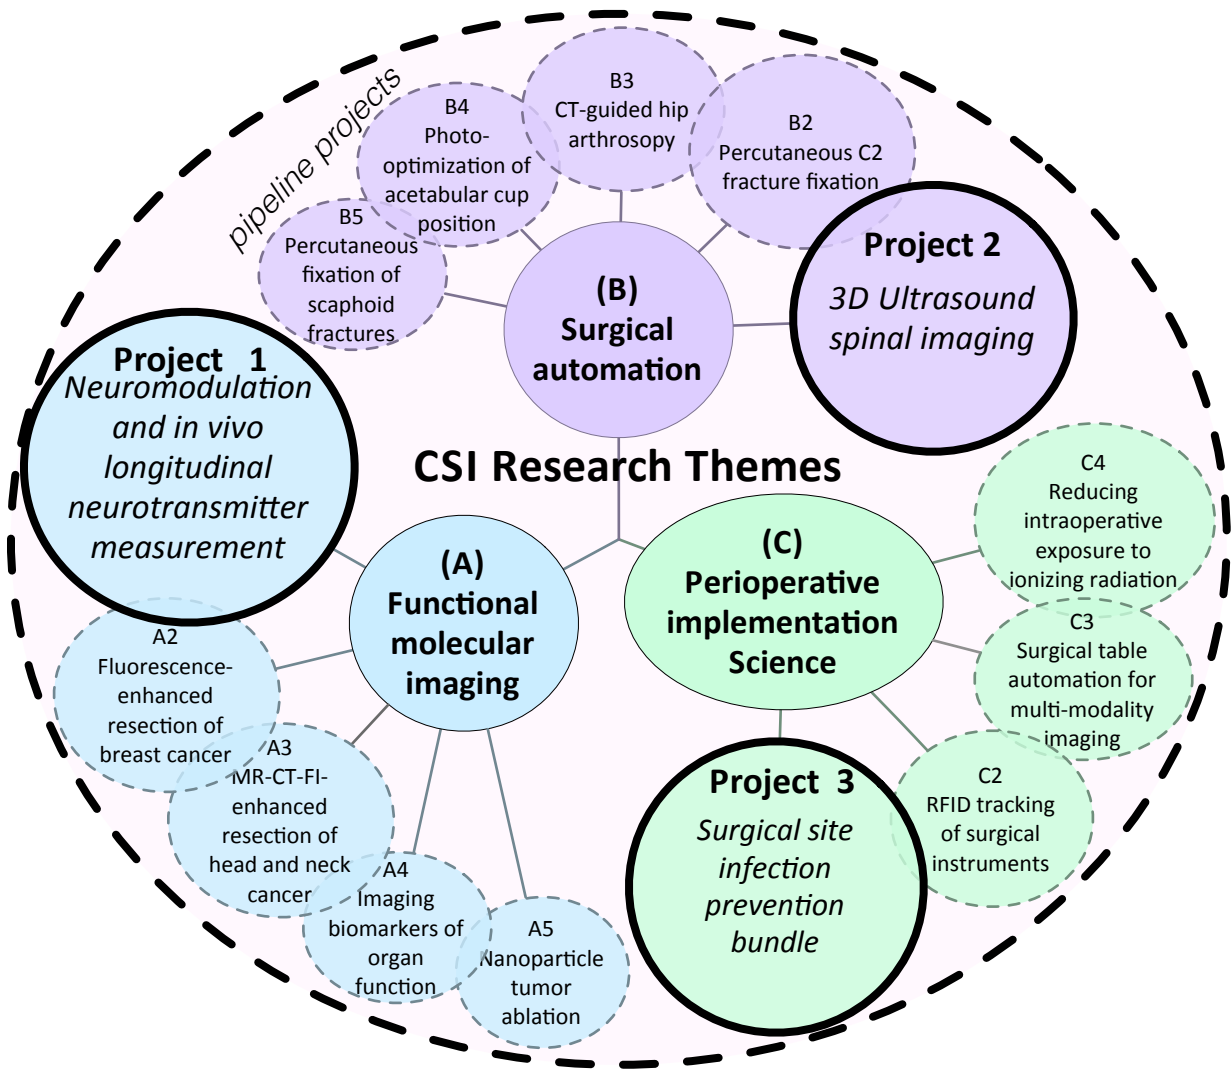 pipeline projects
B3
CT-guided hip
arthrosopy
B4
Photo-
optimization of
acetabular cup
position
B2
Percutaneous C2
fracture fixation
B5
Percutaneous
fixation of
scaphoid
fractures
(B)
Surgical
automation
Project 2
3D Ultrasound
spinal imaging
Project 1
Neuromodulation
and in vivo
longitudinal
neurotransmitter
measurement
CSI Research Themes
C4
Reducing
intraoperative
exposure to
ionizing radiation
(A)
Functional
molecular
imaging
(C)
Perioperative
implementation
Science
C3
Surgical table
automation for
multi-modality
imaging
A2
Fluorescence-
enhanced
resection of
breast cancer
A3
MR-CT-FI-
enhanced
resection of
head and neck
cancer
Project 3
Surgical site
infection
prevention
bundle
C2
RFID tracking
of surgical
instruments
A4
Imaging
biomarkers of
organ
function
A5
Nanoparticle
tumor
ablation